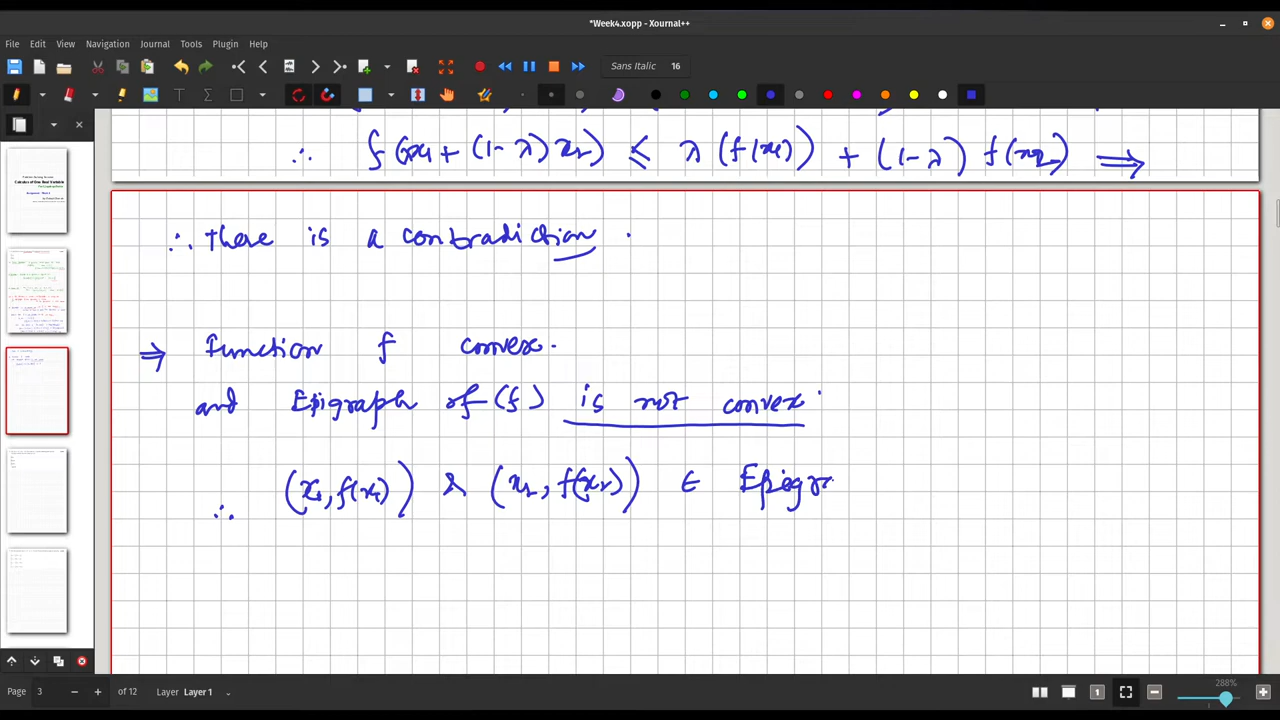 *Week4.xopp - Xournal++
File Edit View Navigation Journal Tools Plugin Help
Sans Italic 16
∴ f(λx₁ + (1-λ)x₂) ≤ λ(f(x₁)) + (1-λ) f(x₂) ⇒
∴ there is a contradiction.
⇒ function f convex.
and Epigraph of (f) is not convex.
∴ (x₁, f(x₁)) & (x₂, f(x₂)) ∈ Epigra
Page 3 of 12 Layer Layer 1
288%